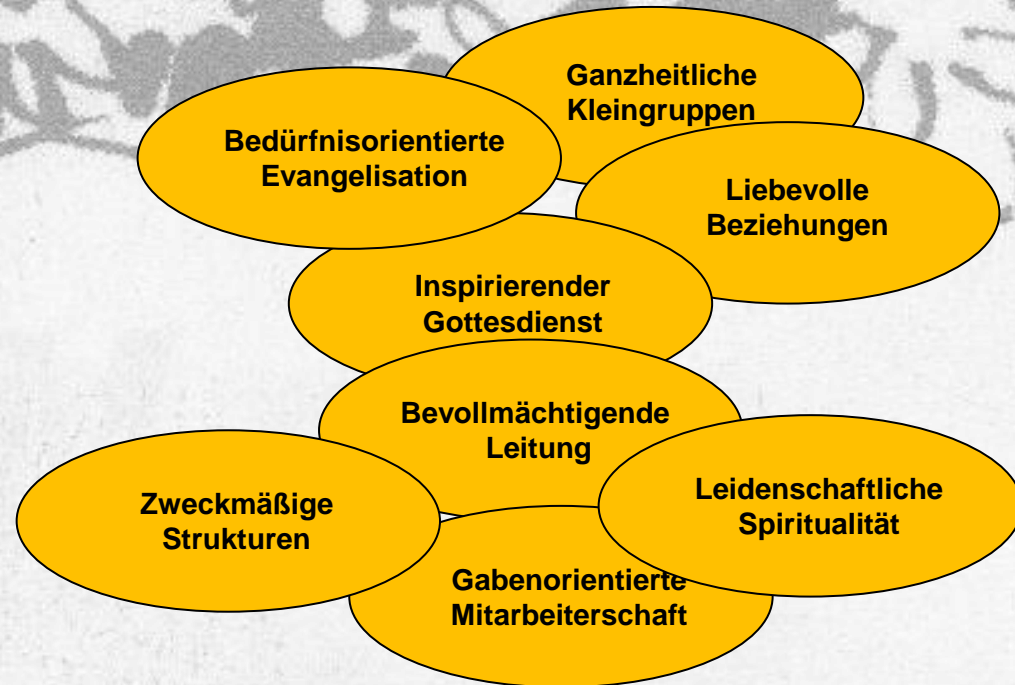 Ganzheitliche
Kleingruppen
Bedürfnisorientierte
Evangelisation
Liebevolle
Beziehungen
Inspirierender
Gottesdienst
Bevollmächtigende
Leitung
Zweckmäßige
Strukturen
Leidenschaftliche
Spiritualität
Gabenorientierte
Mitarbeiterschaft